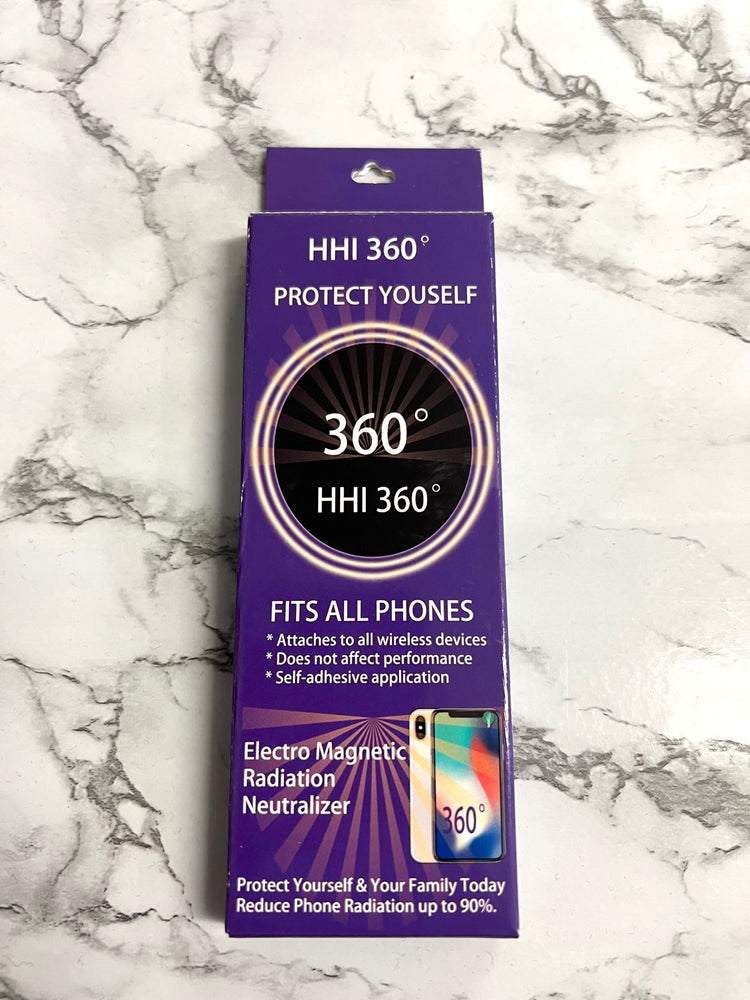 HHI 360°
PROTECT YOUSELF
360°
HHI 360°
FITS ALL PHONES
* Attaches to all wireless devices
* Does not affect performance
* Self-adhesive application
Electro Magnetic
Radiation
Neutralizer
360°
Protect Yourself & Your Family Today
Reduce Phone Radiation up to 90%.